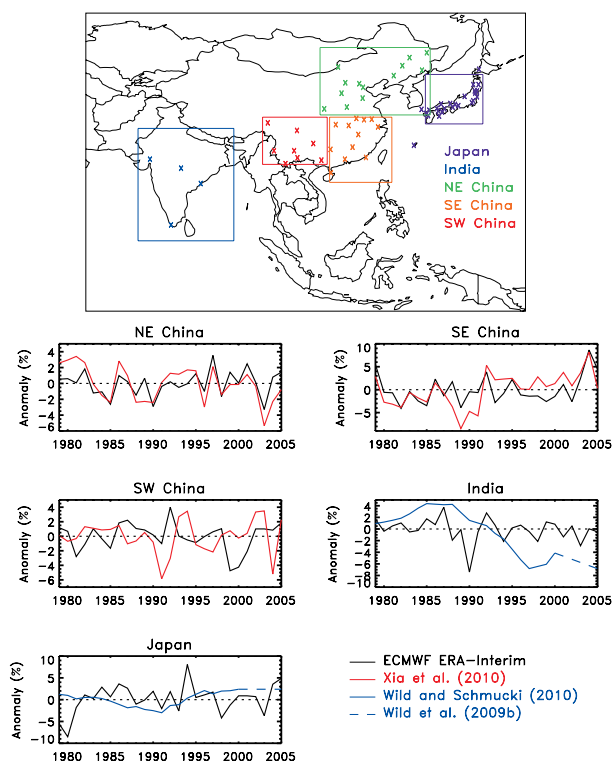 Japan
India
NE China
SE China
SW China
NE China
Anomaly (%)
4
2
0
-2
-4
-6
1980 1985 1990 1995 2000 2005
SE China
Anomaly (%)
10
5
0
-5
1980 1985 1990 1995 2000 2005
SW China
Anomaly (%)
4
2
0
-2
-4
-6
1980 1985 1990 1995 2000 2005
India
Anomaly (%)
4
2
0
-2
-4
-6
-8
-10
1980 1985 1990 1995 2000 2005
Japan
Anomaly (%)
10
5
0
-5
-10
1980 1985 1990 1995 2000 2005
ECMWF ERA-Interim
Xia et al. (2010)
Wild and Schmucki (2010)
Wild et al. (2009b)